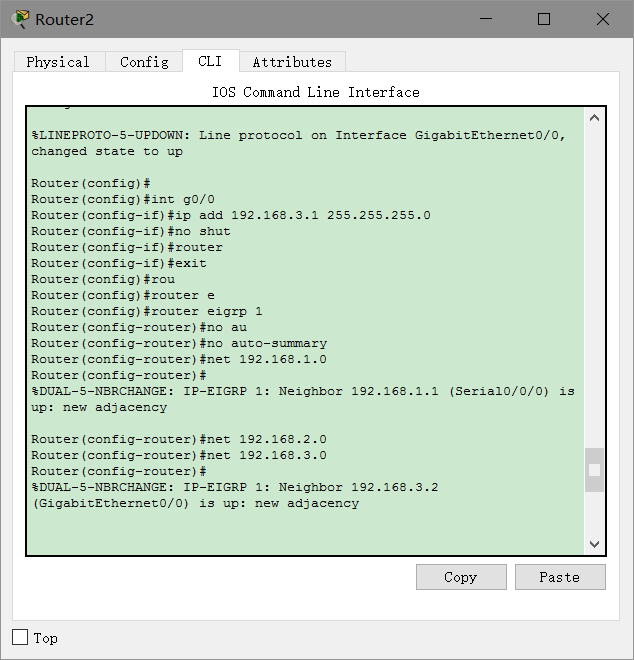 Router2
Physical
Config
CLI
Attributes
IOS Command Line Interface
%LINEPROTO-5-UPDOWN: Line protocol on Interface GigabitEthernet0/0,
changed state to up
Router(config)#
Router(config)#int g0/0
Router(config-if)#ip add 192.168.3.1 255.255.255.0
Router(config-if)#no shut
Router(config-if)#router
Router(config-if)#exit
Router(config)#rou
Router(config)#router e
Router(config)#router eigrp 1
Router(config-router)#no au
Router(config-router)#no auto-summary
Router(config-router)#net 192.168.1.0
Router(config-router)#
%DUAL-5-NBRCHANGE: IP-EIGRP 1: Neighbor 192.168.1.1 (Serial0/0/0) is
up: new adjacency
Router(config-router)#net 192.168.2.0
Router(config-router)#net 192.168.3.0
Router(config-router)#
%DUAL-5-NBRCHANGE: IP-EIGRP 1: Neighbor 192.168.3.2
(GigabitEthernet0/0) is up: new adjacency
Copy
Paste
Top